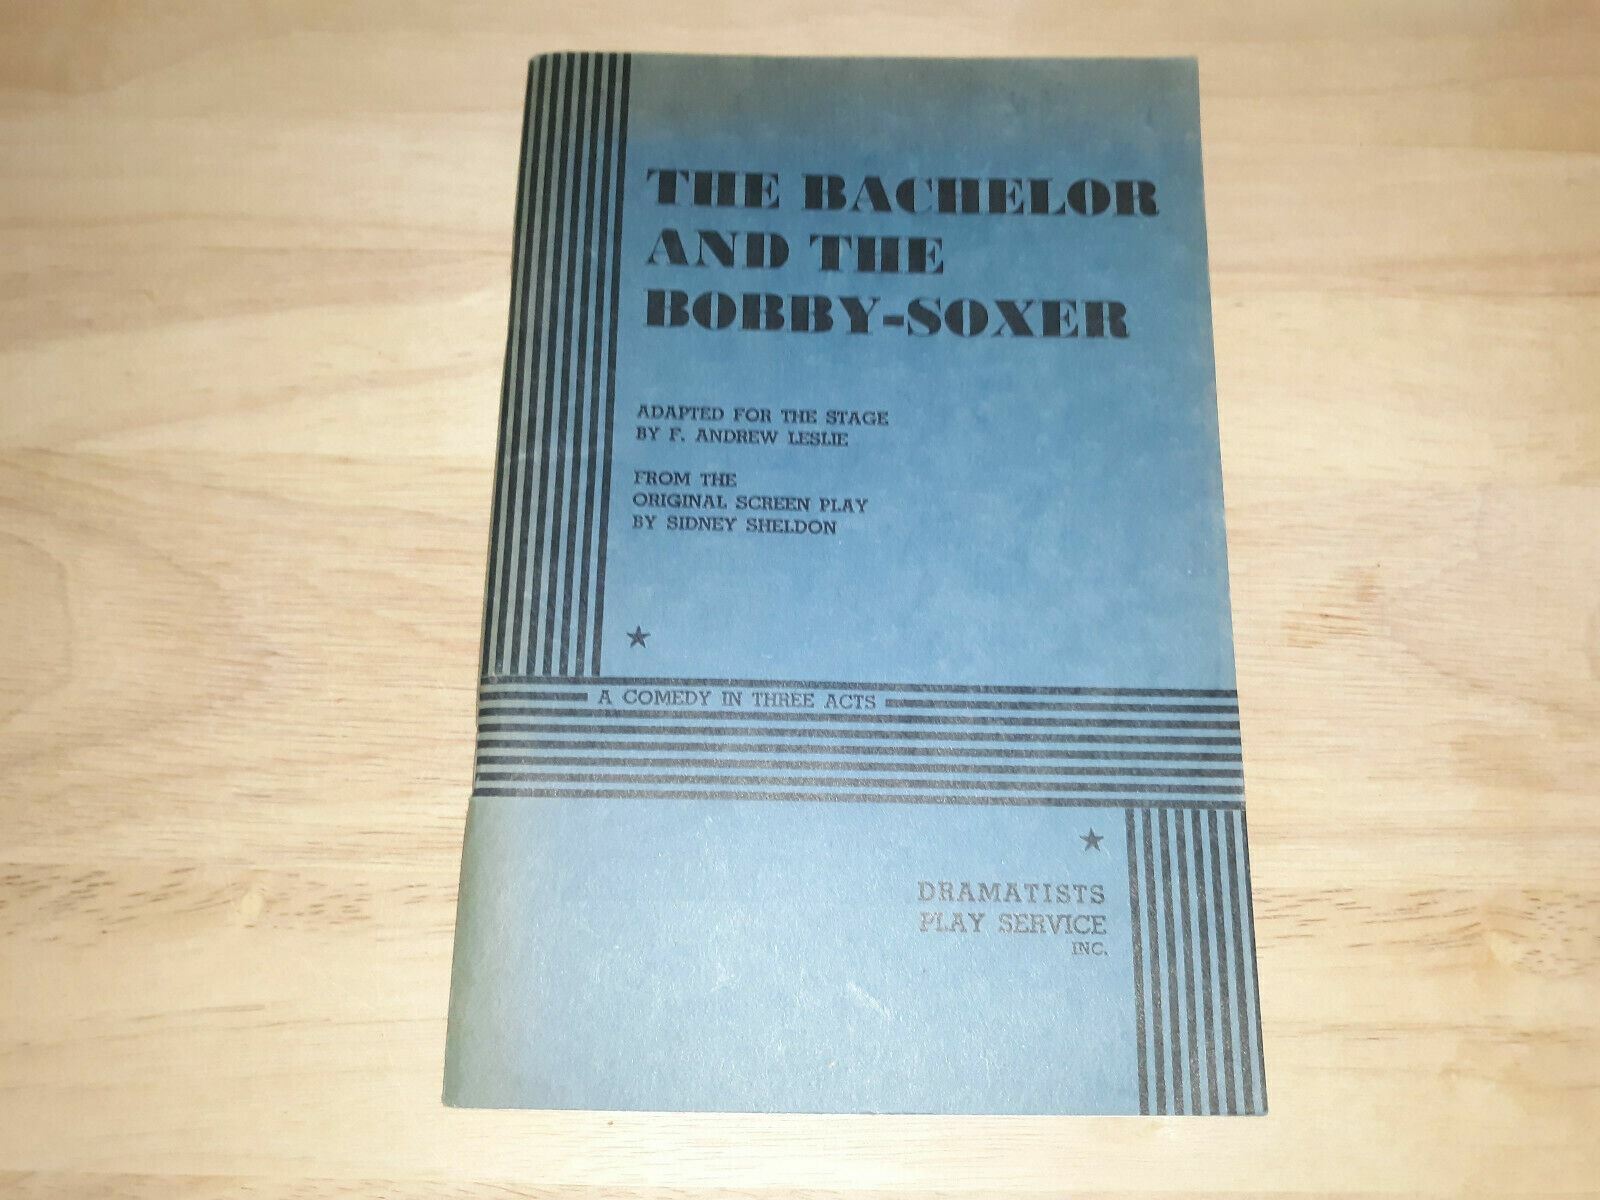 THE BACHELOR
AND THE
BOBBY-SOXER
ADAPTED FOR THE STAGE
BY F. ANDREW LESLIE
FROM THE
ORIGINAL SCREEN PLAY
BY SIDNEY SHELDON
A COMEDY IN THREE ACTS
DRAMATISTS
PLAY SERVICE
INC.